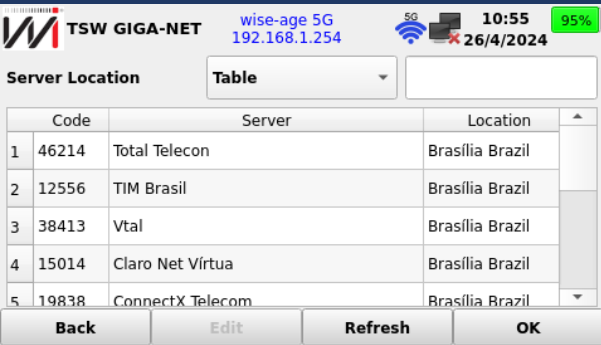 TSW GIGA-NET
wise-age 5G
192.168.1.254
5G
10:55
26/4/2024
95%
Server Location
Table
Code Server Location
1 46214 Total Telecon Brasília Brazil
2 12556 TIM Brasil Brasília Brazil
3 38413 Vtal Brasília Brazil
4 15014 Claro Net Vírtua Brasília Brazil
5 19838 ConnectX Telecom Brasília Brazil
Back Edit Refresh OK